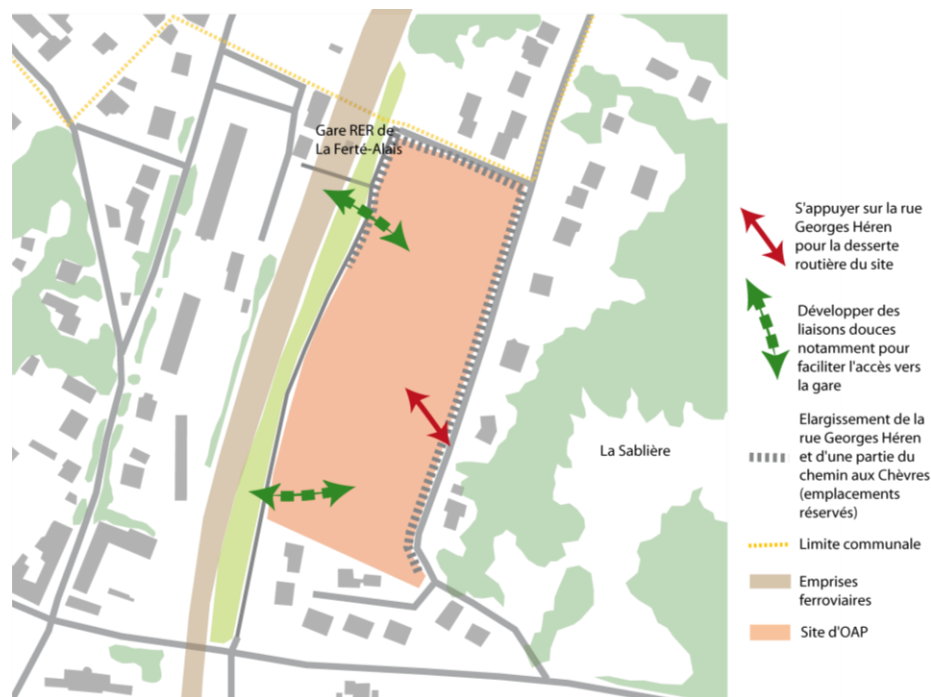 Gare RER de
La Ferté-Alais
La Sablière
S'appuyer sur la rue
Georges Héren
pour la desserte
routière du site
Développer des
liaisons douces
notamment pour
faciliter l'accès vers
la gare
Elargissement de la
rue Georges Héren
et d'une partie du
chemin aux Chèvres
(emplacements
réservés)
Limite communale
Emprises
ferroviaires
Site d'OAP